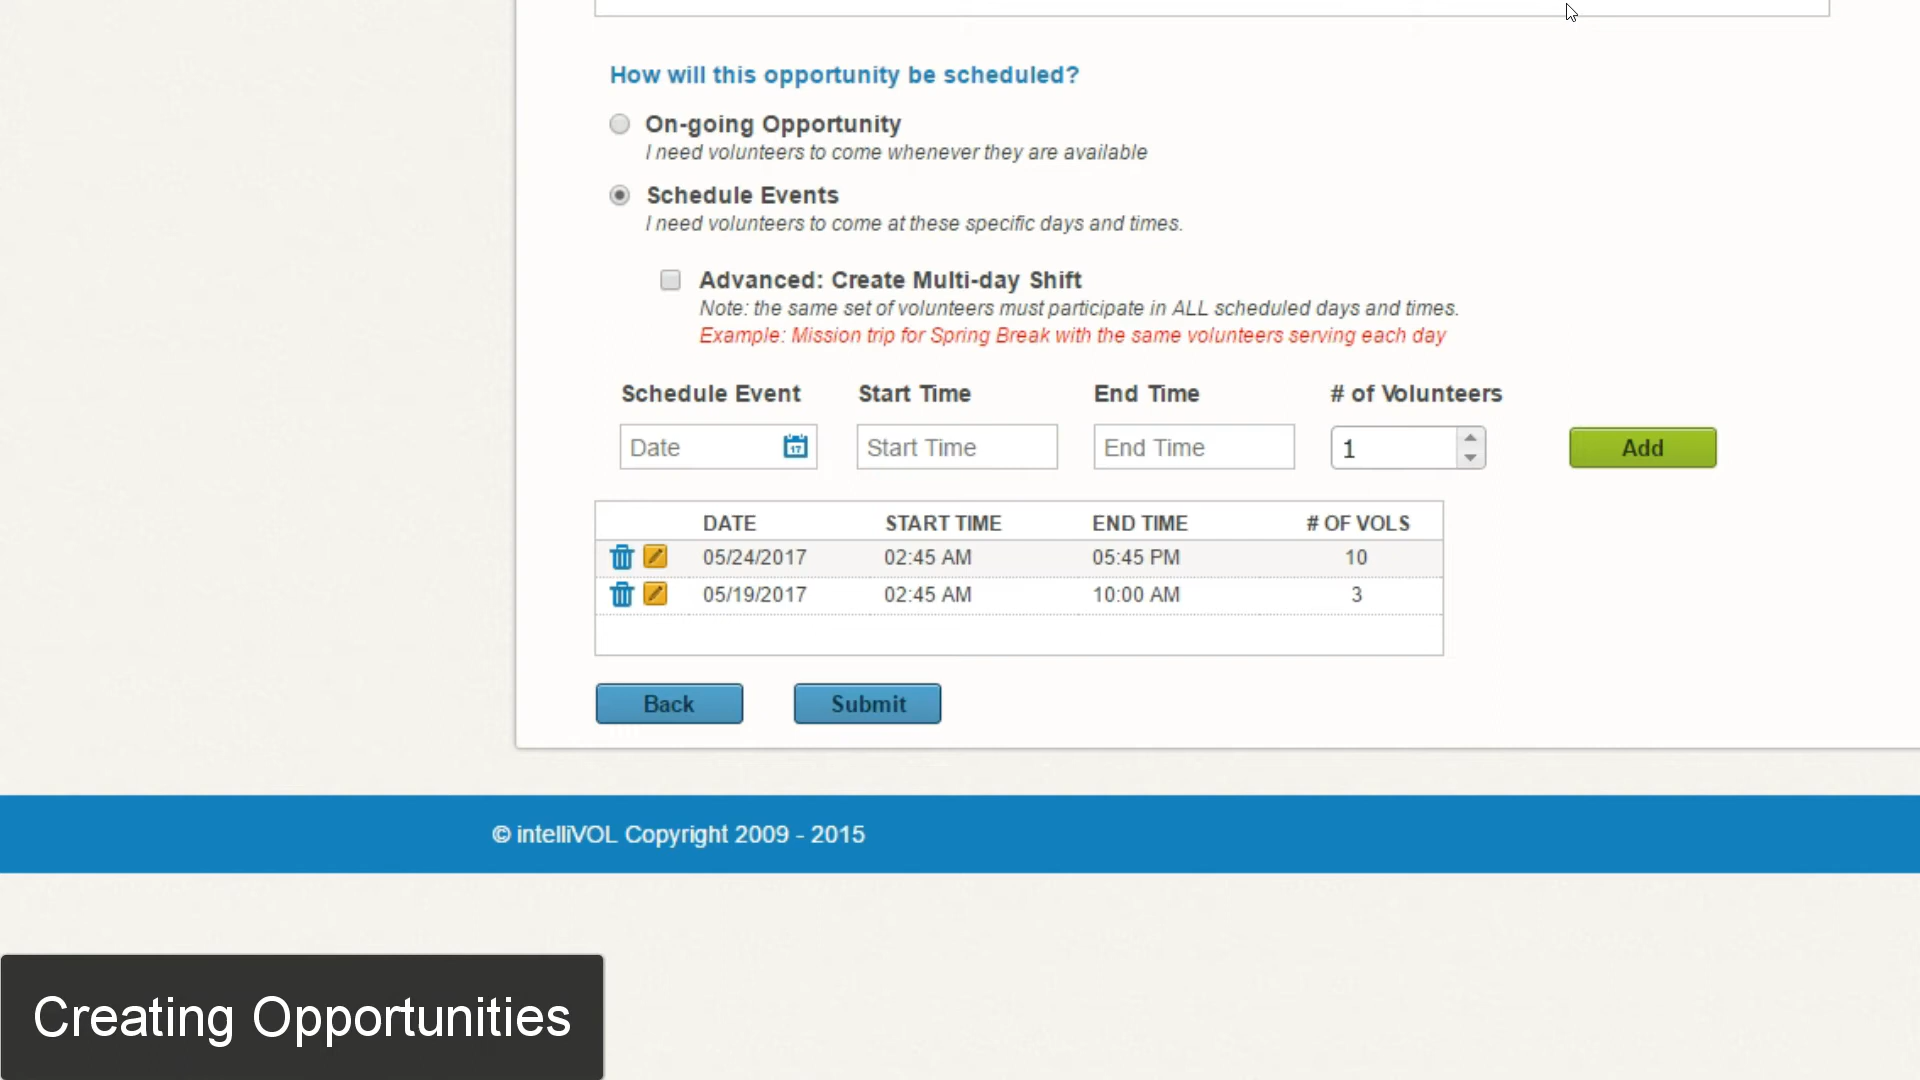 How will this opportunity be scheduled?
On-going Opportunity
I need volunteers to come whenever they are available
Schedule Events
I need volunteers to come at these specific days and times.
Advanced: Create Multi-day Shift
Note: the same set of volunteers must participate in ALL scheduled days and times.
Example: Mission trip for Spring Break with the same volunteers serving each day
Schedule Event Start Time End Time # of Volunteers
Date 17 Start Time End Time 1 Add
DATE START TIME END TIME # OF VOLS
05/24/2017 02:45 AM 05:45 PM 10
05/19/2017 02:45 AM 10:00 AM 3
Back Submit
© intelliVOL Copyright 2009 - 2015
Creating Opportunities